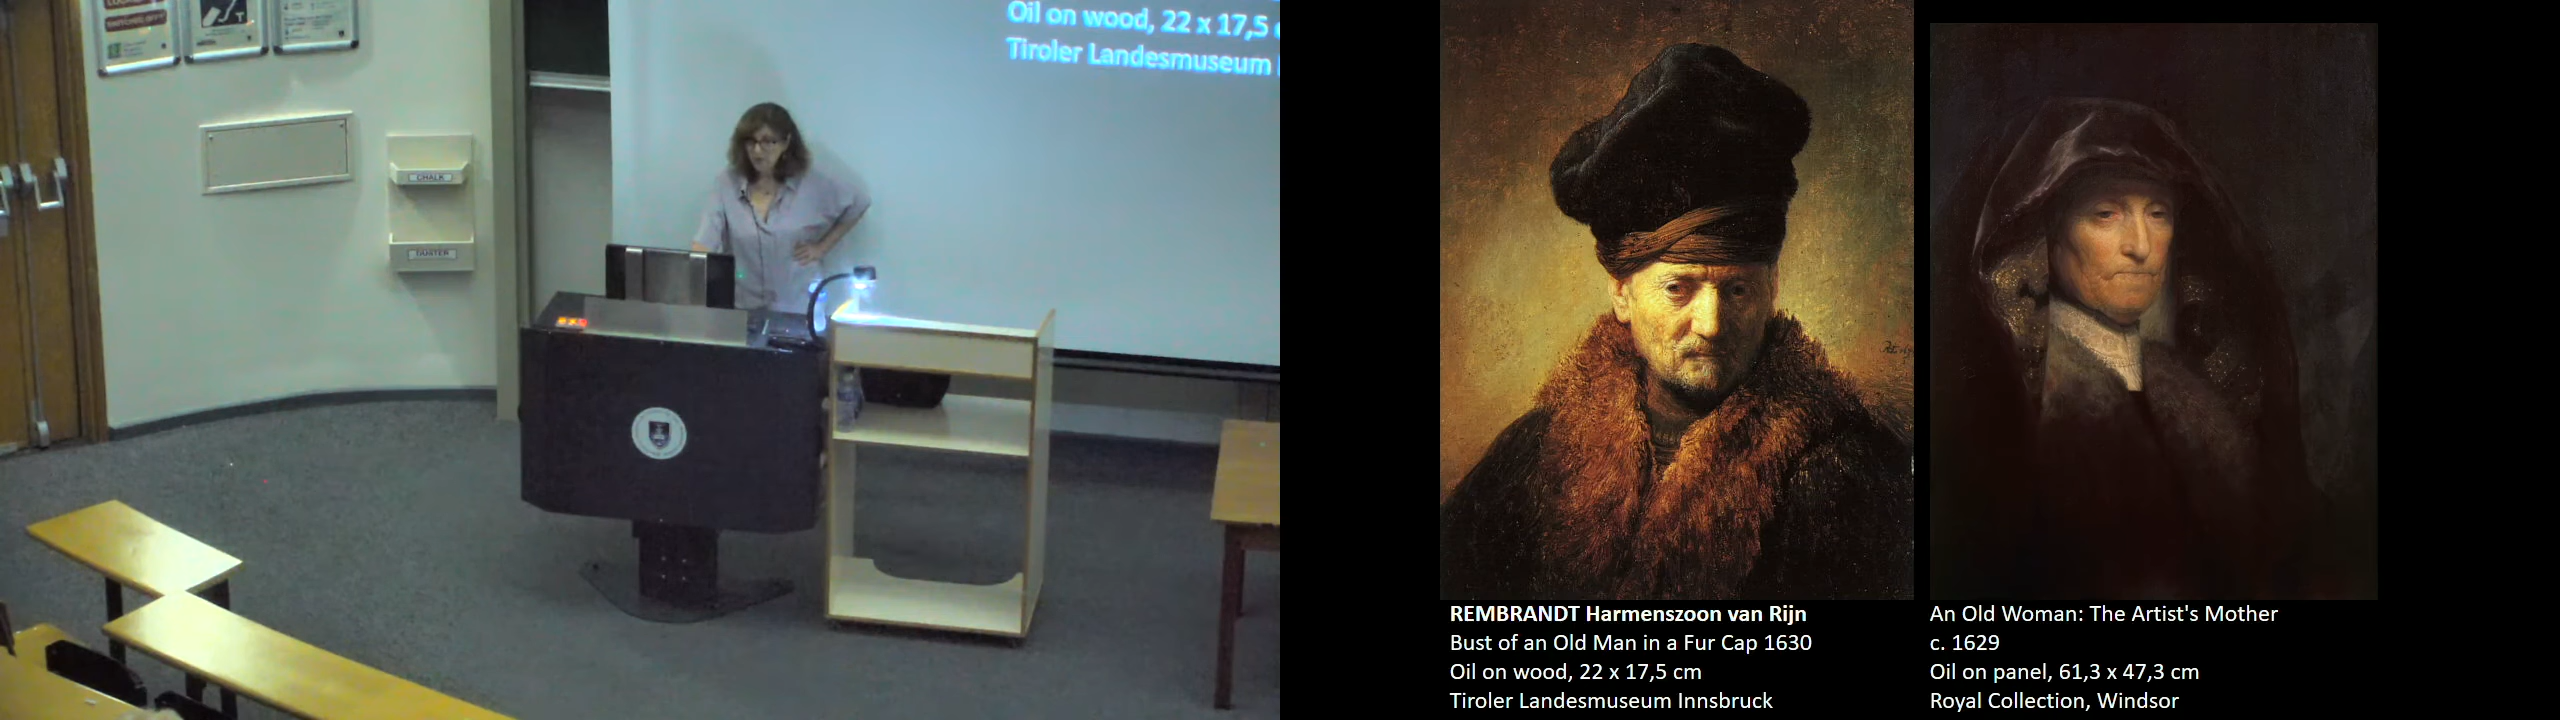 SWITCHED OFF?
CHALK
DUSTER
Oil on wood, 22 x 17,5
Tiroler Landesmuseum
REMBRANDT Harmenszoon van Rijn
Bust of an Old Man in a Fur Cap 1630
Oil on wood, 22 x 17,5 cm
Tiroler Landesmuseum Innsbruck
An Old Woman: The Artist's Mother
c. 1629
Oil on panel, 61,3 x 47,3 cm
Royal Collection, Windsor